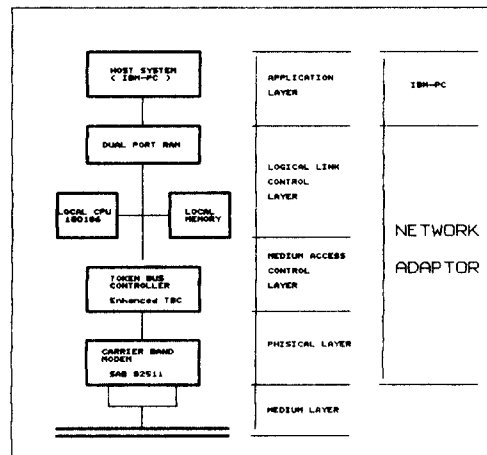 HOST SYSTEM
( IBM-PC )
DUAL PORT RAM
LOCAL CPU
i80186
LOCAL
MEMORY
TOKEN BUS
CONTROLLER
Enhanced TBC
CARRIER BAND
MODEM
SAB 82511
APPLICATION
LAYER
LOGICAL LINK
CONTROL
LAYER
MEDIUM ACCESS
CONTROL
LAYER
PHISICAL LAYER
MEDIUM LAYER
IBM-PC
NETWORK
ADAPTOR